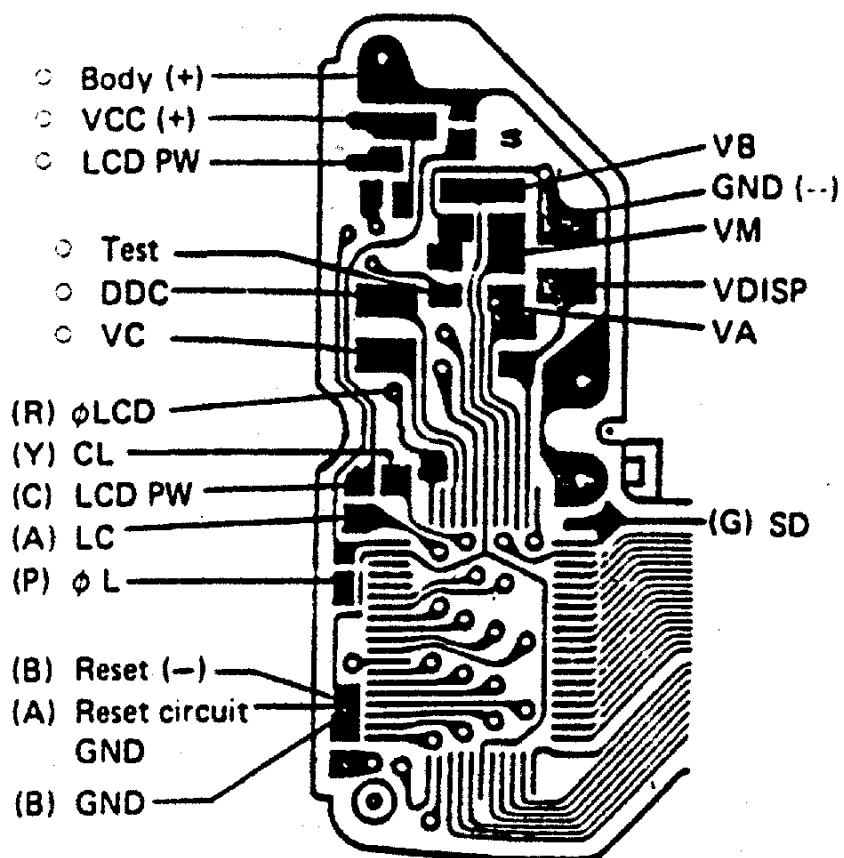 Body (+)
VCC (+)
LCD PW
Test
DDC
VC
(R) φLCD
(Y) CL
(C) LCD PW
(A) LC
(P) φ L
(B) Reset (−)
(A) Reset circuit
GND
(B) GND
VB
GND (--)
VM
VDISP
VA
(G) SD